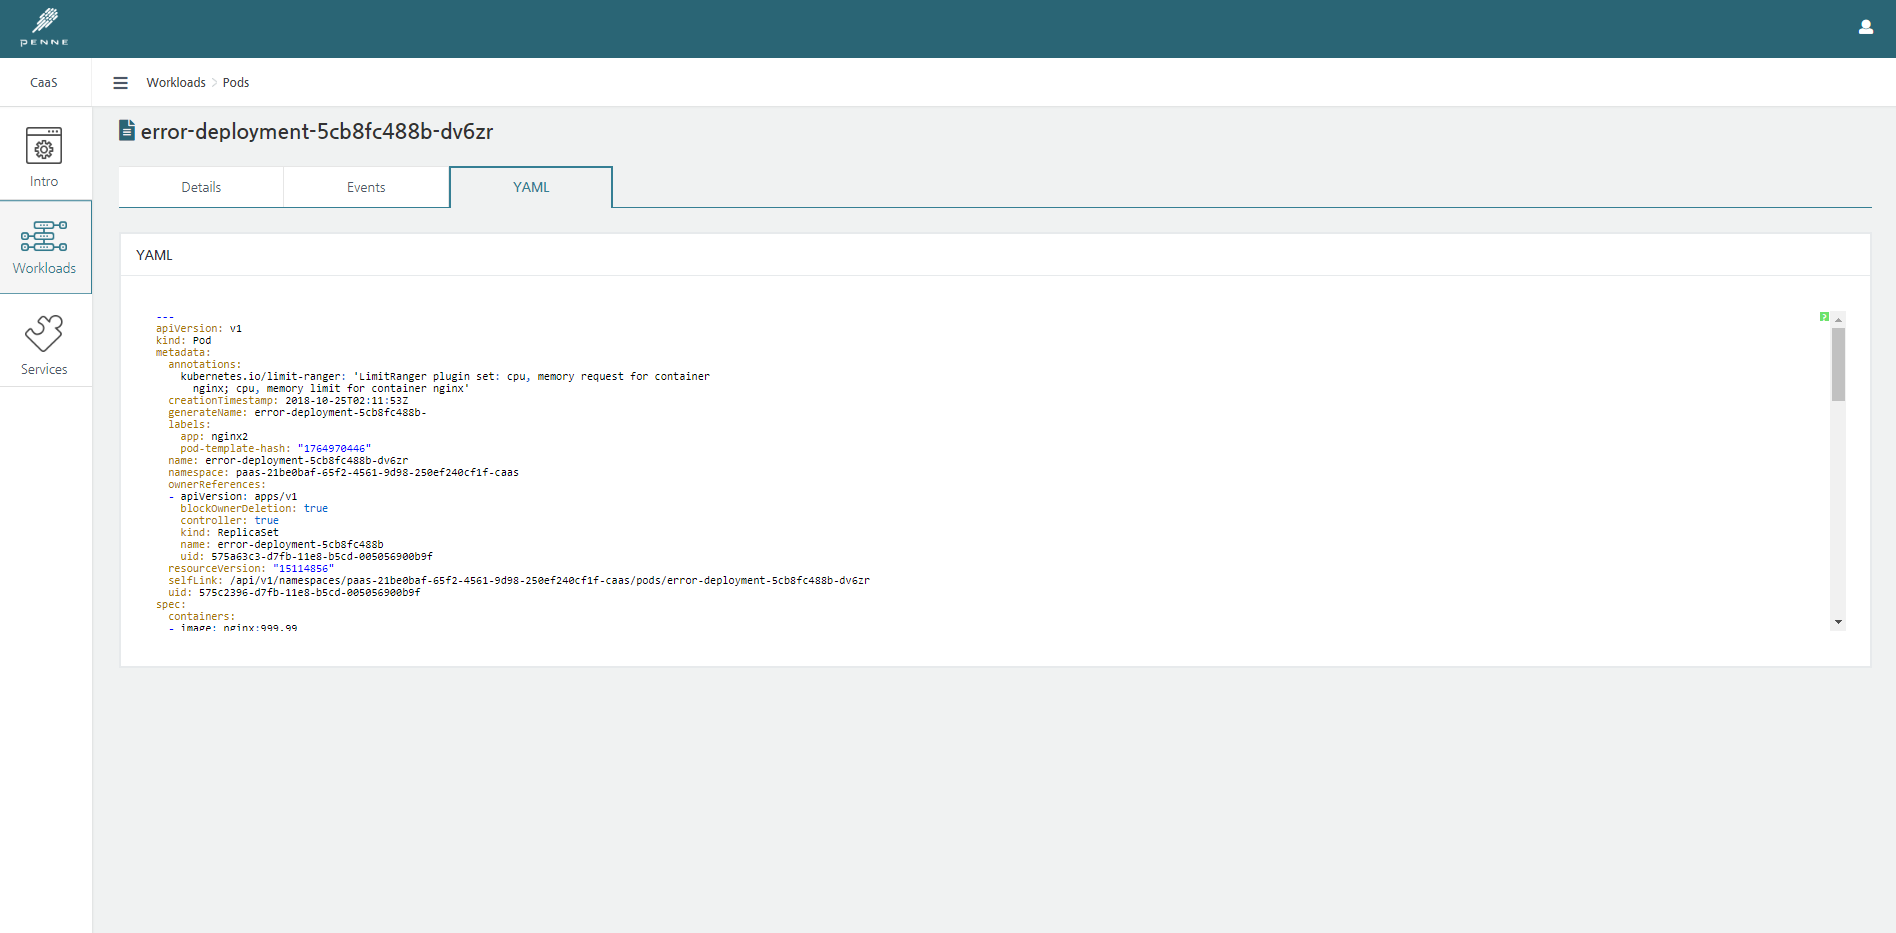 PENNE
CaaS
Workloads > Pods
error-deployment-5cb8fc488b-dv6zr
Intro
Workloads
Services
Details
Events
YAML
YAML
---
apiVersion: v1
kind: Pod
metadata:
  annotations:
    kubernetes.io/limit-ranger: 'LimitRanger plugin set: cpu, memory request for container
      nginx; cpu, memory limit for container nginx'
  creationTimestamp: 2018-10-25T02:11:53Z
  generateName: error-deployment-5cb8fc488b-
  labels:
    app: nginx2
    pod-template-hash: "1764970446"
  name: error-deployment-5cb8fc488b-dv6zr
  namespace: paas-21be0baf-65f2-4561-9d98-250ef240cf1f-caas
  ownerReferences:
  - apiVersion: apps/v1
    blockOwnerDeletion: true
    controller: true
    kind: ReplicaSet
    name: error-deployment-5cb8fc488b
    uid: 575a63c3-d7fb-11e8-b5cd-005056900b9f
  resourceVersion: "15114856"
  selfLink: /api/v1/namespaces/paas-21be0baf-65f2-4561-9d98-250ef240cf1f-caas/pods/error-deployment-5cb8fc488b-dv6zr
  uid: 575c2396-d7fb-11e8-b5cd-005056900b9f
spec:
  containers:
  - image: nginx:999.99